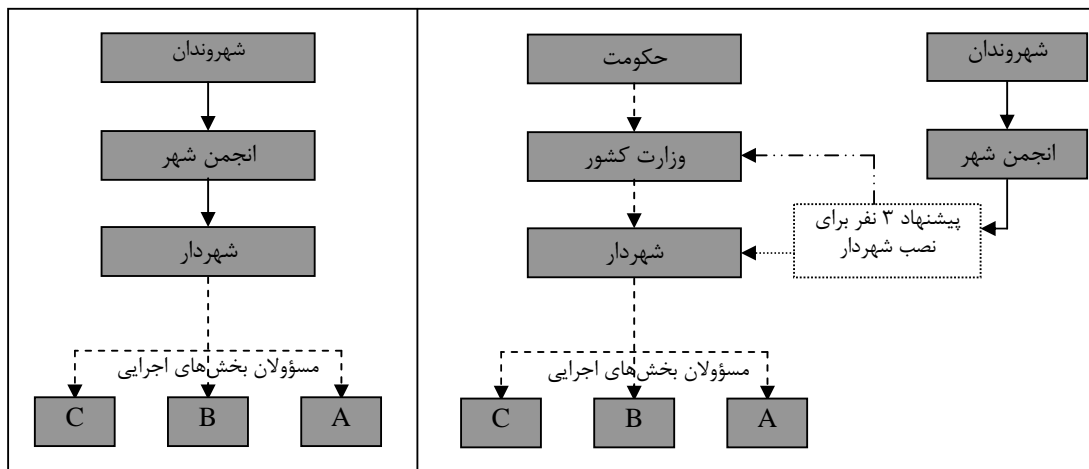 شهروندان
حکومت
شهروندان
انجمن شهر
وزارت کشور
انجمن شهر
پیشنهاد ۳ نفر برای
نصب شهردار
شهردار
شهردار
مسؤولان بخش‌های اجرایی
A
B
C
مسؤولان بخش‌های اجرایی
A
B
C